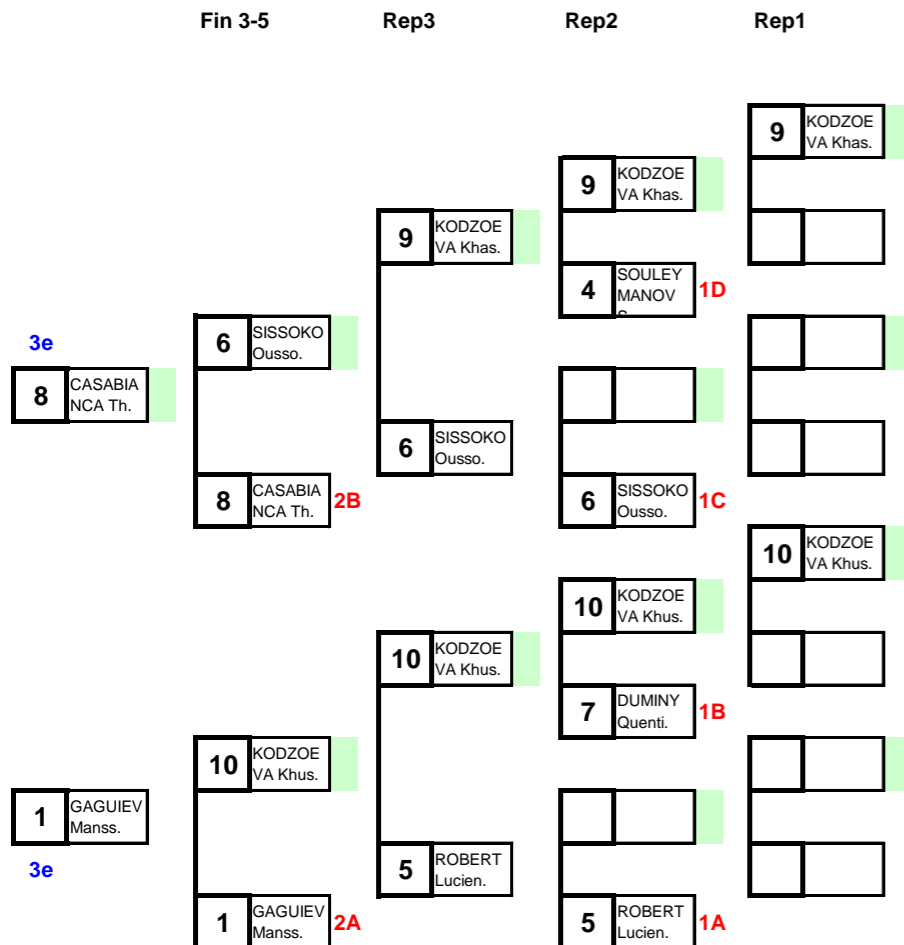 Fin 3-5 Rep3 Rep2 Rep1
9 KODZOE
VA Khas.
9 KODZOE
VA Khas.
9 KODZOE
VA Khas.
4 SOULEY
MANOV
1D
6 SISSOKO
Ousso.
3e
8 CASABIA
NCA Th.
6 SISSOKO
Ousso.
8 CASABIA
NCA Th.
2B
6 SISSOKO
Ousso.
1C
10 KODZOE
VA Khus.
10 KODZOE
VA Khus.
10 KODZOE
VA Khus.
7 DUMINY
Quenti.
1B
10 KODZOE
VA Khus.
1 GAGUIEV
Manss.
3e
5 ROBERT
Lucien.
1 GAGUIEV
Manss.
2A
5 ROBERT
Lucien.
1A